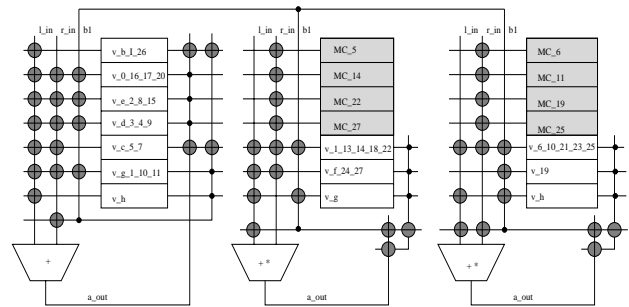 l_in r_in b1
v_b_I_26
v_0_16_17_20
v_e_2_8_15
v_d_3_4_9
v_c_5_7
v_g_1_10_11
v_h
+
a_out
l_in r_in b1
MC_5
MC_14
MC_22
MC_27
v_1_13_14_18_22
v_f_24_27
v_g
+ *
a_out
l_in r_in b1
MC_6
MC_11
MC_19
MC_25
v_6_10_21_23_25
v_19
v_h
+ *